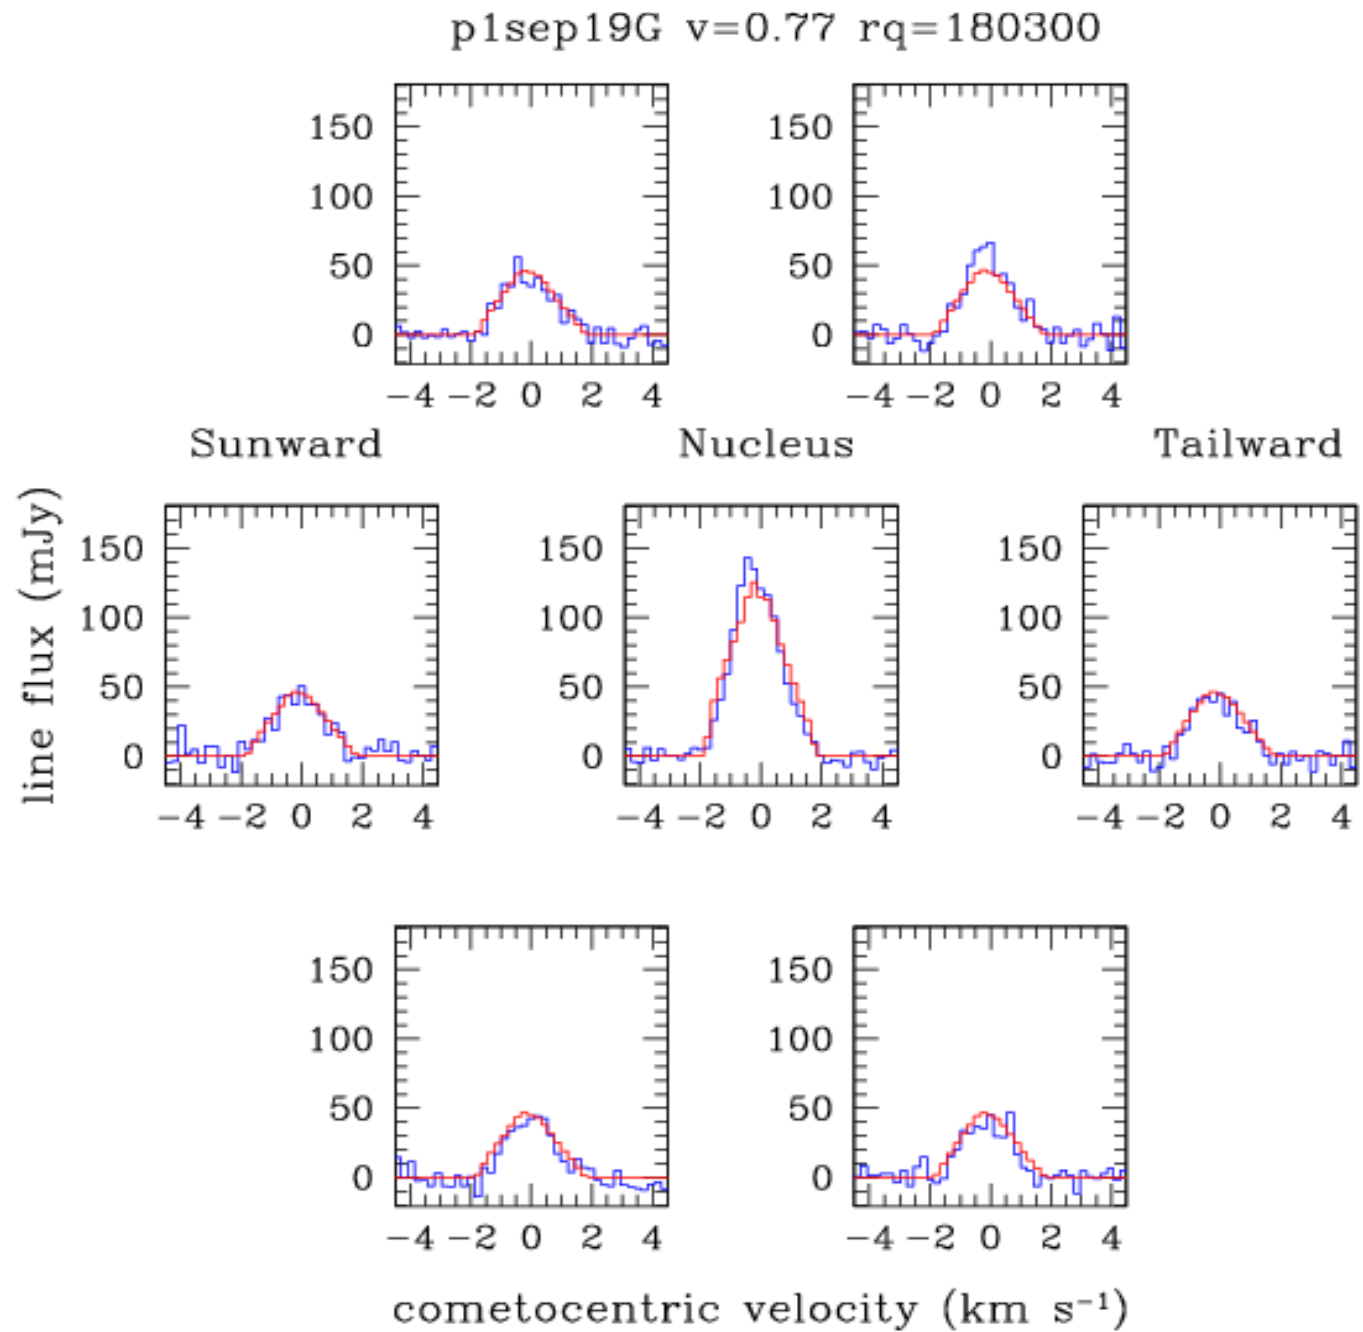 p1sep19G v=0.77 rq=180300
150 150
100 100
50 50
0 0
−4 −2 0 2 4 −4 −2 0 2 4
Sunward Nucleus Tailward
line flux (mJy)
150 150 150
100 100 100
50 50 50
0 0 0
−4 −2 0 2 4 −4 −2 0 2 4 −4 −2 0 2 4
150 150
100 100
50 50
0 0
−4 −2 0 2 4 −4 −2 0 2 4
cometocentric velocity (km s⁻¹)